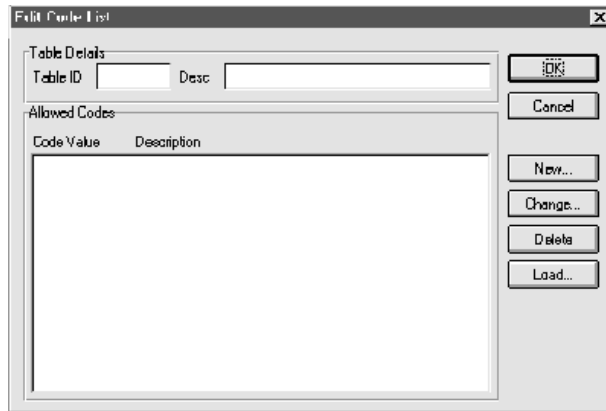 Edit Code List
Table Details
Table ID
Desc
OK
Cancel
Allowed Codes
Code Value Description
New...
Change...
Delete
Load...